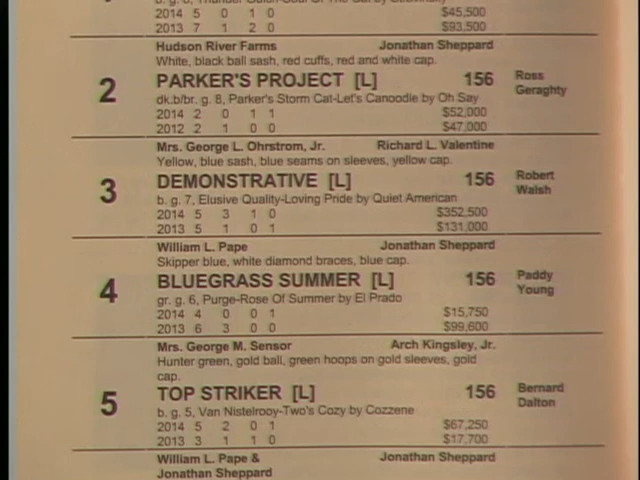 2014 5 0 1 0 $45,500
2013 7 1 2 0 $93,500
Hudson River Farms Jonathan Sheppard
White, black ball sash, red cuffs, red and white cap.
2 PARKER'S PROJECT [L] 156 Ross Geraghty
dk.b/br. g. 8, Parker's Storm Cat-Let's Canoodle by Oh Say
2014 2 0 1 1 $52,000
2012 2 1 0 0 $47,000
Mrs. George L. Ohrstrom, Jr. Richard L. Valentine
Yellow, blue sash, blue seams on sleeves, yellow cap.
3 DEMONSTRATIVE [L] 156 Robert Walsh
b. g. 7, Elusive Quality-Loving Pride by Quiet American
2014 5 3 1 0 $352,500
2013 5 1 0 1 $131,000
William L. Pape Jonathan Sheppard
Skipper blue, white diamond braces, blue cap.
4 BLUEGRASS SUMMER [L] 156 Paddy Young
gr. g. 6, Purge-Rose Of Summer by El Prado
2014 4 0 0 1 $15,750
2013 6 3 0 0 $99,600
Mrs. George M. Sensor Arch Kingsley, Jr.
Hunter green, gold ball, green hoops on gold sleeves, gold
cap.
5 TOP STRIKER [L] 156 Bernard Dalton
b. g. 5, Van Nistelrooy-Two's Cozy by Cozzene
2014 5 2 0 1 $67,250
2013 3 1 1 0 $17,700
William L. Pape & Jonathan Sheppard
Jonathan Sheppard